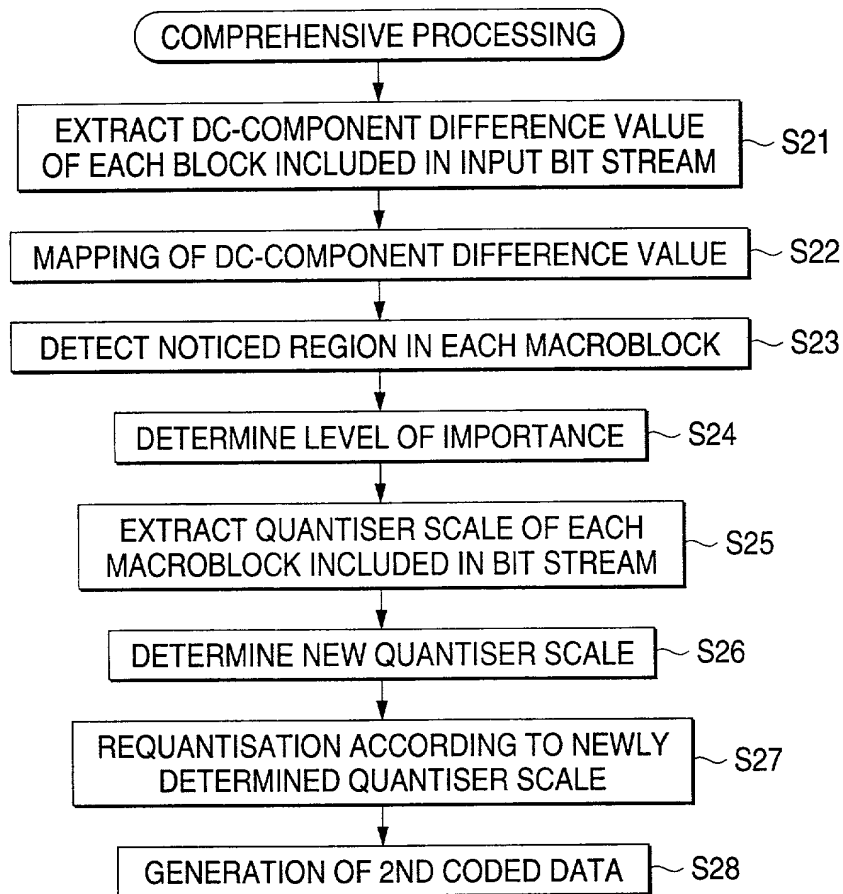 COMPREHENSIVE PROCESSING
EXTRACT DC-COMPONENT DIFFERENCE VALUE
OF EACH BLOCK INCLUDED IN INPUT BIT STREAM
S21
MAPPING OF DC-COMPONENT DIFFERENCE VALUE
S22
DETECT NOTICED REGION IN EACH MACROBLOCK
S23
DETERMINE LEVEL OF IMPORTANCE
S24
EXTRACT QUANTISER SCALE OF EACH
MACROBLOCK INCLUDED IN BIT STREAM
S25
DETERMINE NEW QUANTISER SCALE
S26
REQUANTISATION ACCORDING TO NEWLY
DETERMINED QUANTISER SCALE
S27
GENERATION OF 2ND CODED DATA
S28